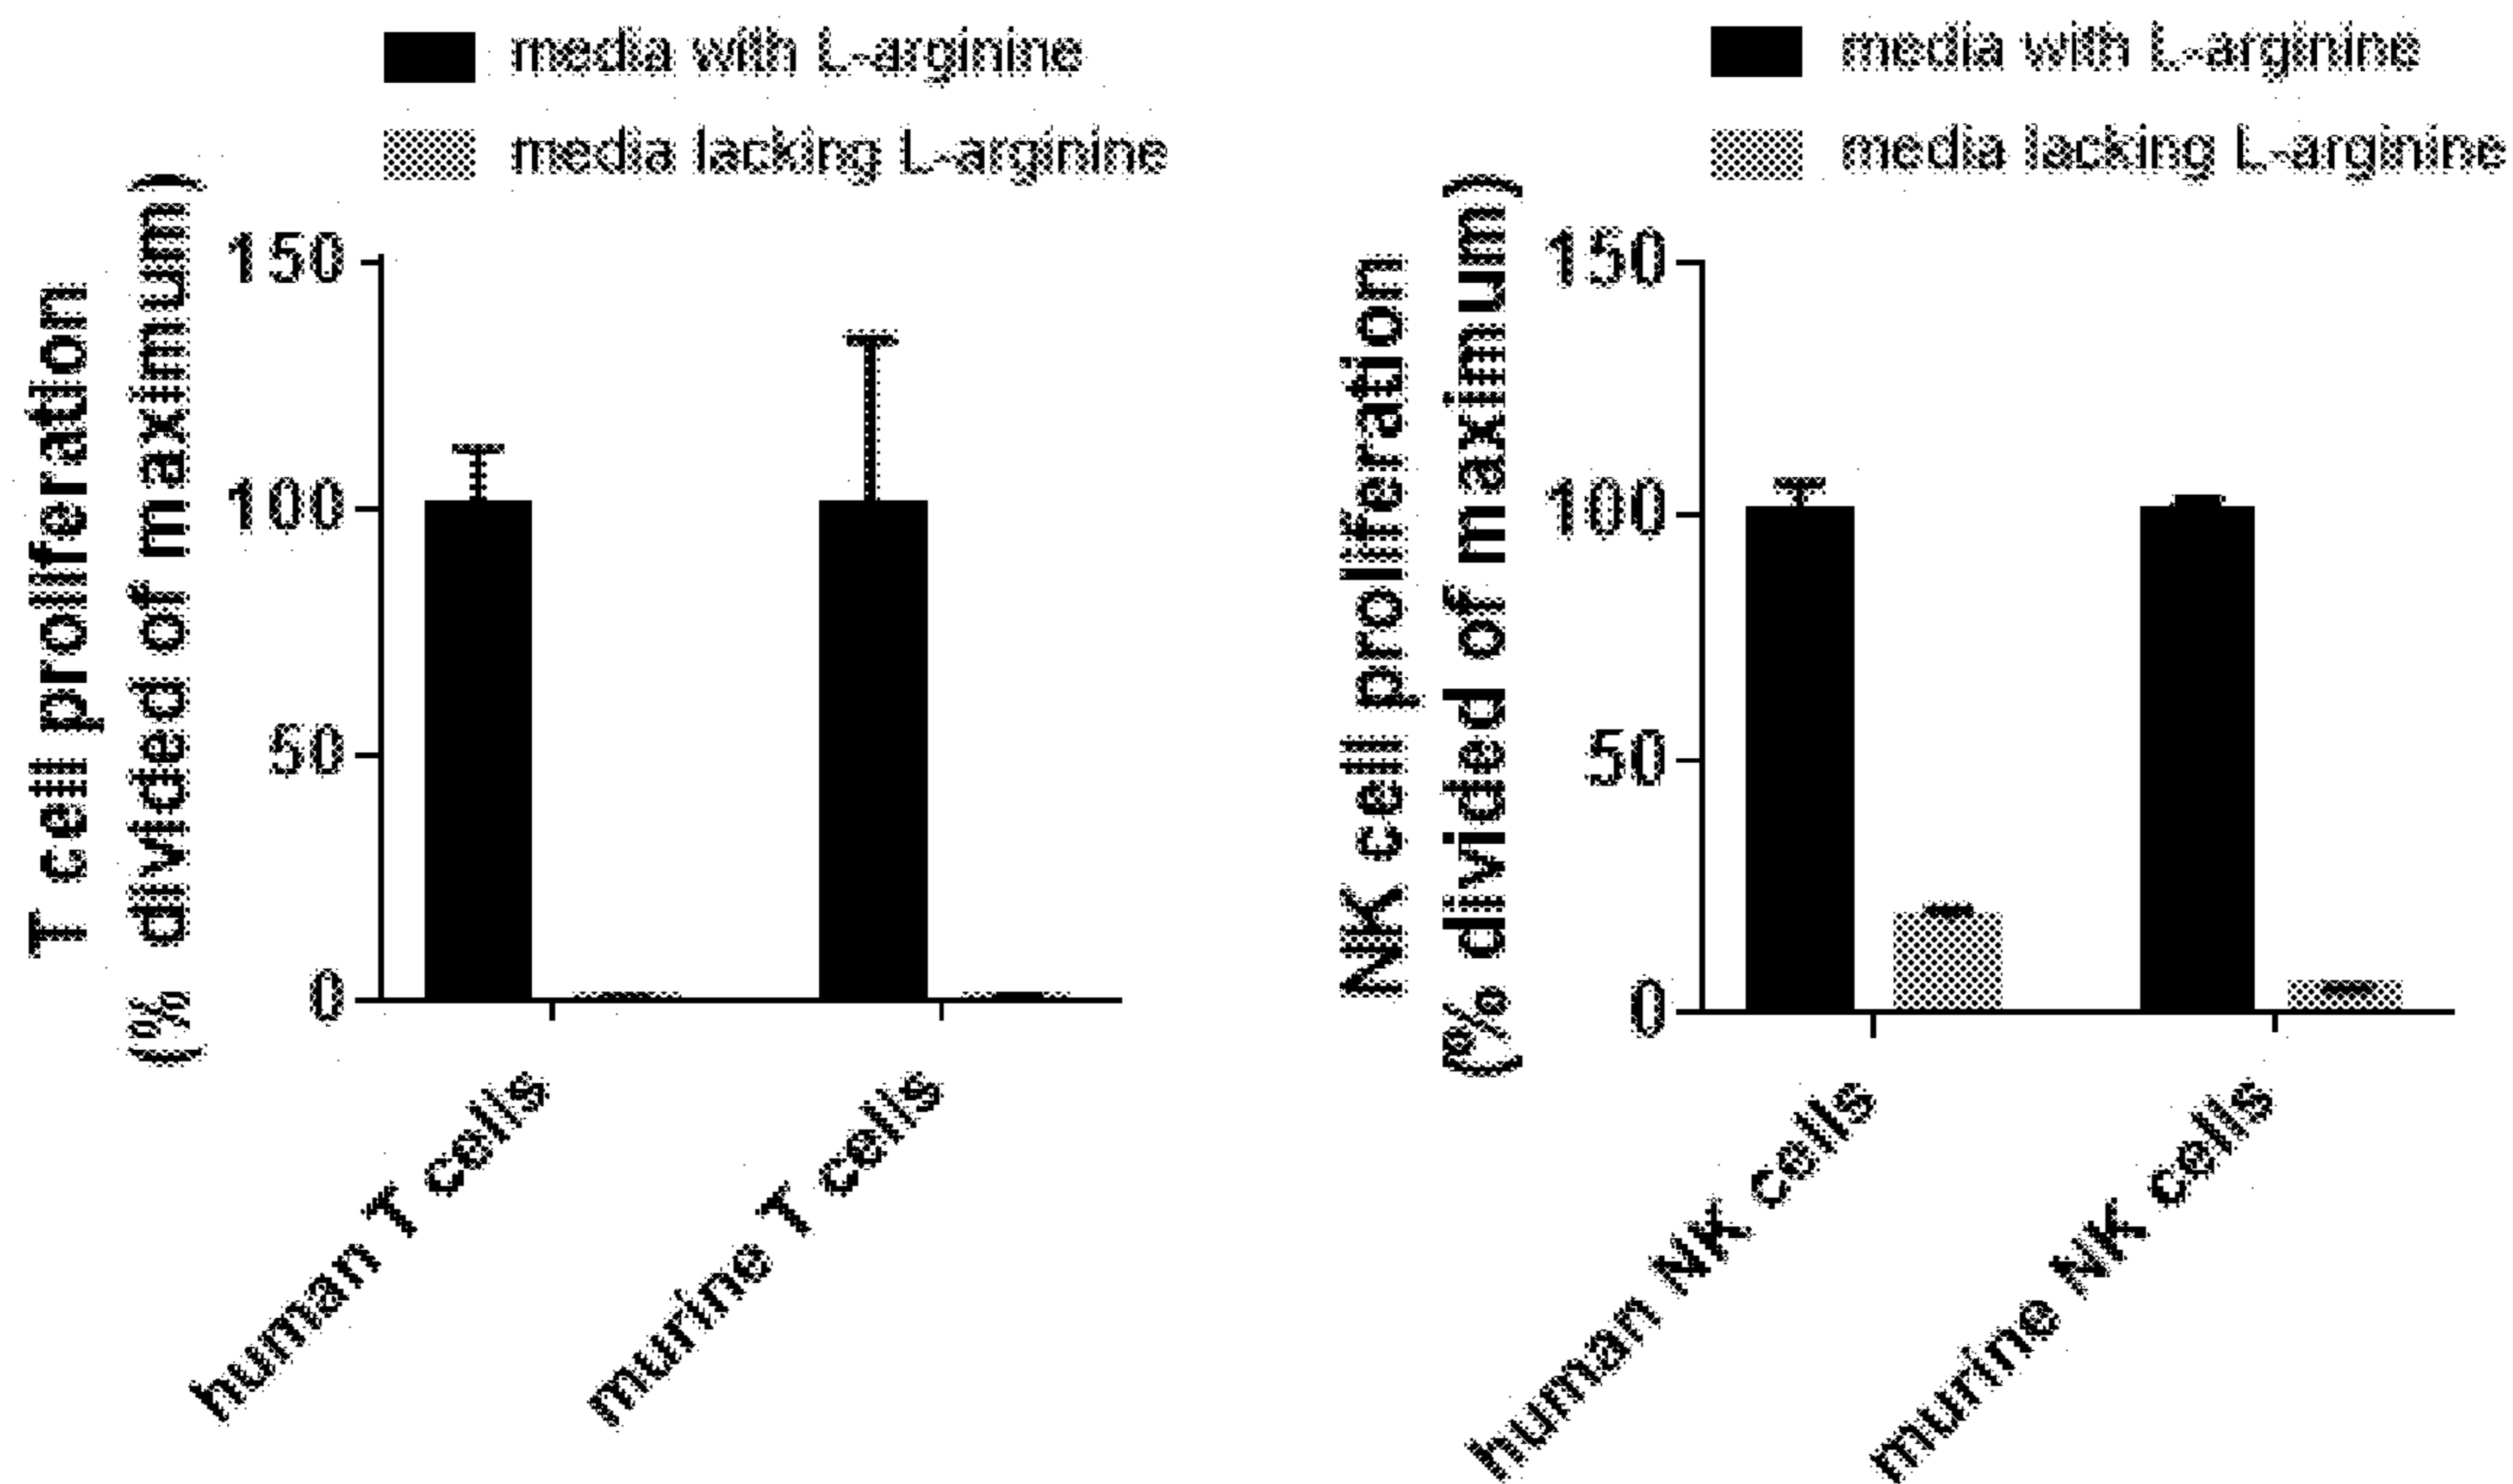 media with L-arginine
media lacking L-arginine
T cell proliferation
(% divided of maximum)
150
100
50
0
human T cells
murine T cells
media with L-arginine
media lacking L-arginine
NK cell proliferation
(% divided of maximum)
150
100
50
0
human NK cells
murine NK cells